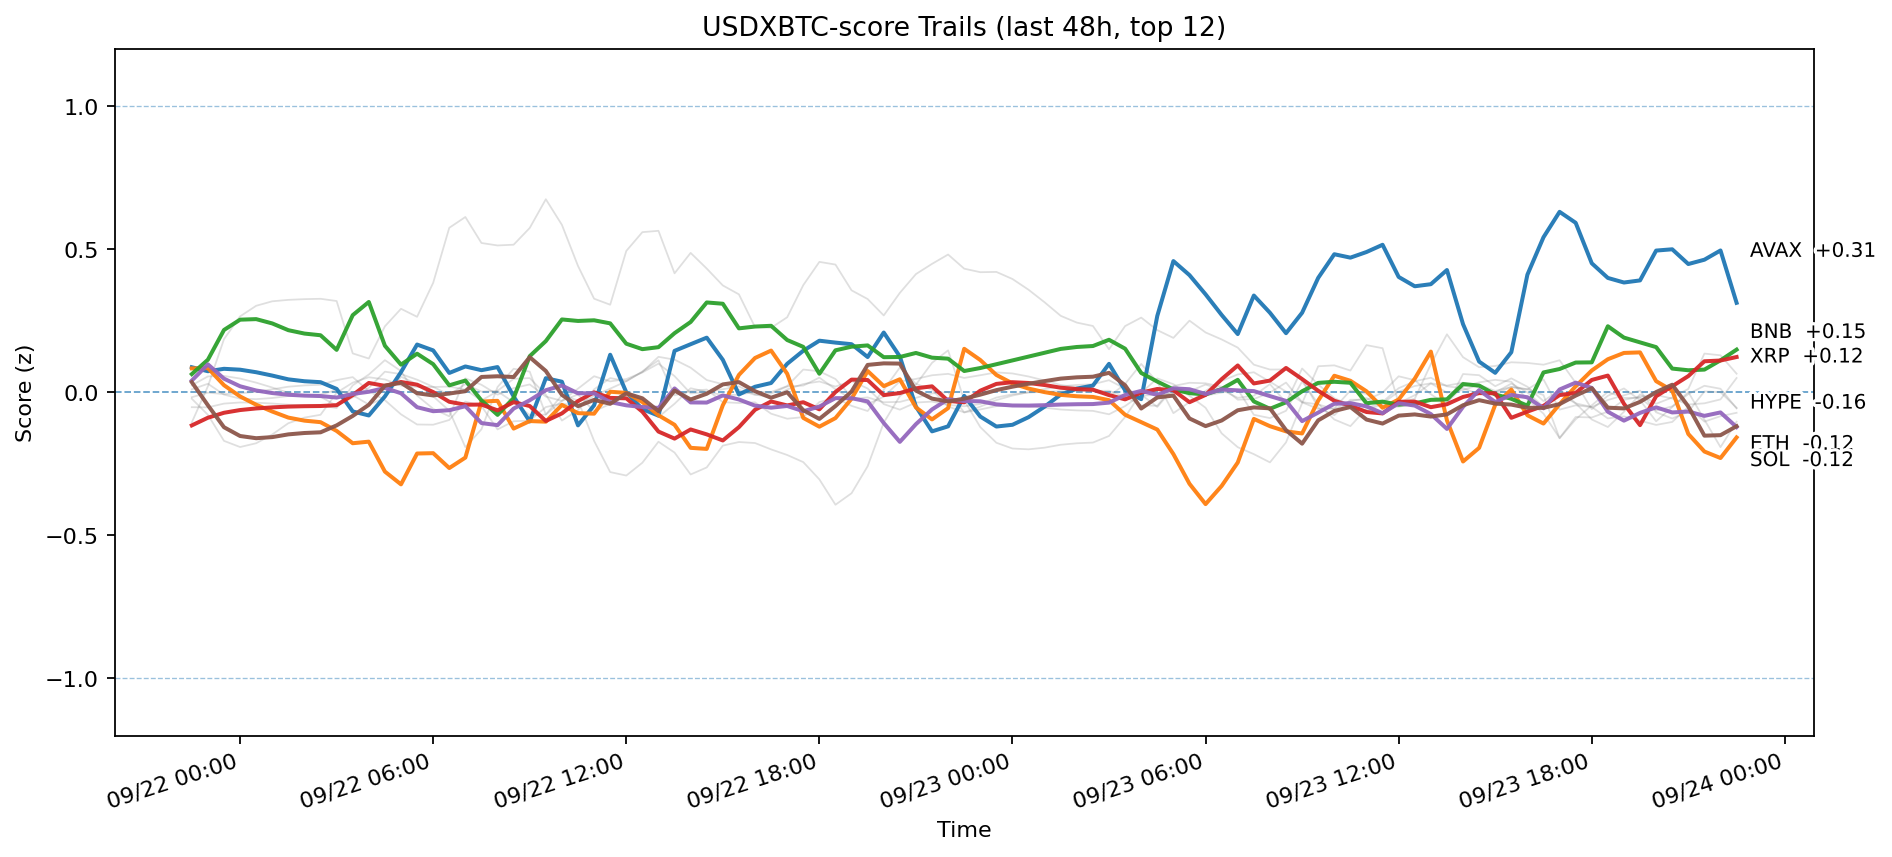 USDXBTC-score Trails (last 48h, top 12)
1.0
0.5
0.0
−0.5
−1.0
Score (z)
AVAX +0.31
BNB +0.15
XRP +0.12
HYPE -0.16
ETH -0.12
SOL -0.12
09/22 00:00
09/22 06:00
09/22 12:00
09/22 18:00
09/23 00:00
09/23 06:00
09/23 12:00
09/23 18:00
09/24 00:00
Time